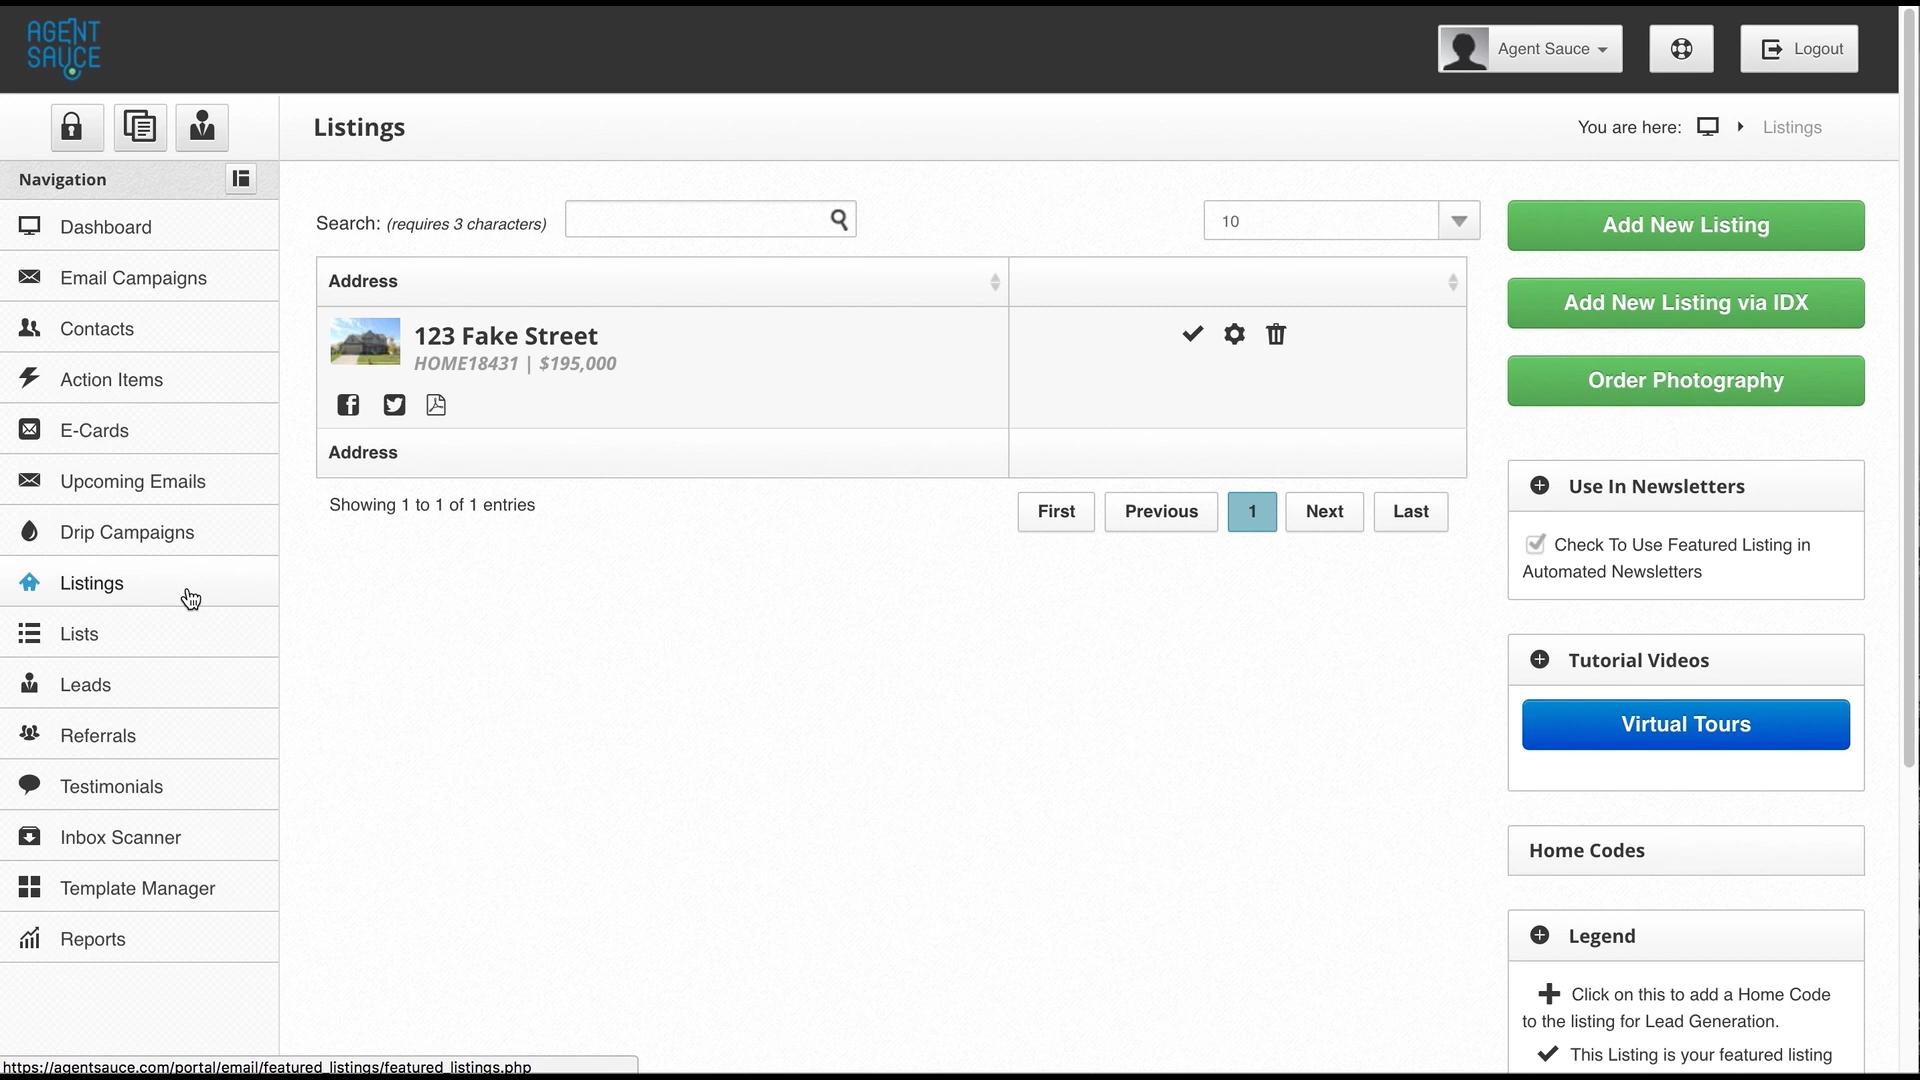 AGENT
SAUCE
Agent Sauce
Logout
Listings
You are here:
Listings
Navigation
Dashboard
Email Campaigns
Contacts
Action Items
E-Cards
Upcoming Emails
Drip Campaigns
Listings
Lists
Leads
Referrals
Testimonials
Inbox Scanner
Template Manager
Reports
Search: (requires 3 characters)
10
Address
123 Fake Street
HOME18431 | $195,000
Address
Showing 1 to 1 of 1 entries
First Previous 1 Next Last
Add New Listing
Add New Listing via IDX
Order Photography
Use In Newsletters
Check To Use Featured Listing in
Automated Newsletters
Tutorial Videos
Virtual Tours
Home Codes
Legend
Click on this to add a Home Code
to the listing for Lead Generation.
This Listing is your featured listing
https://agentsauce.com/portal/email/featured_listings/featured_listings.php